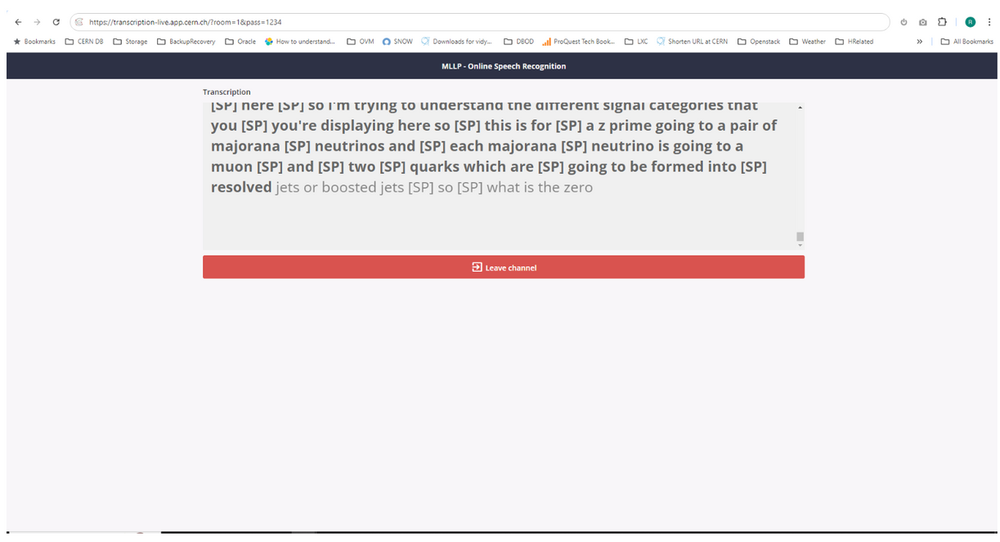 https://transcription-live.app.cern.ch/?room=1&pass=1234
R
Bookmarks CERN DB Storage BackupRecovery Oracle How to understand... OVM SNOW Downloads for vidy... DBOD ProQuest Tech Book... LXC Shorten URL at CERN Openstack Weather HRelated » All Bookmarks
MLLP - Online Speech Recognition
Transcription
[SP] here [SP] so i'm trying to understand the different signal categories that
you [SP] you're displaying here so [SP] this is for [SP] a z prime going to a pair of
majorana [SP] neutrinos and [SP] each majorana [SP] neutrino is going to a
muon [SP] and [SP] two [SP] quarks which are [SP] going to be formed into [SP]
resolved jets or boosted jets [SP] so [SP] what is the zero
Leave channel